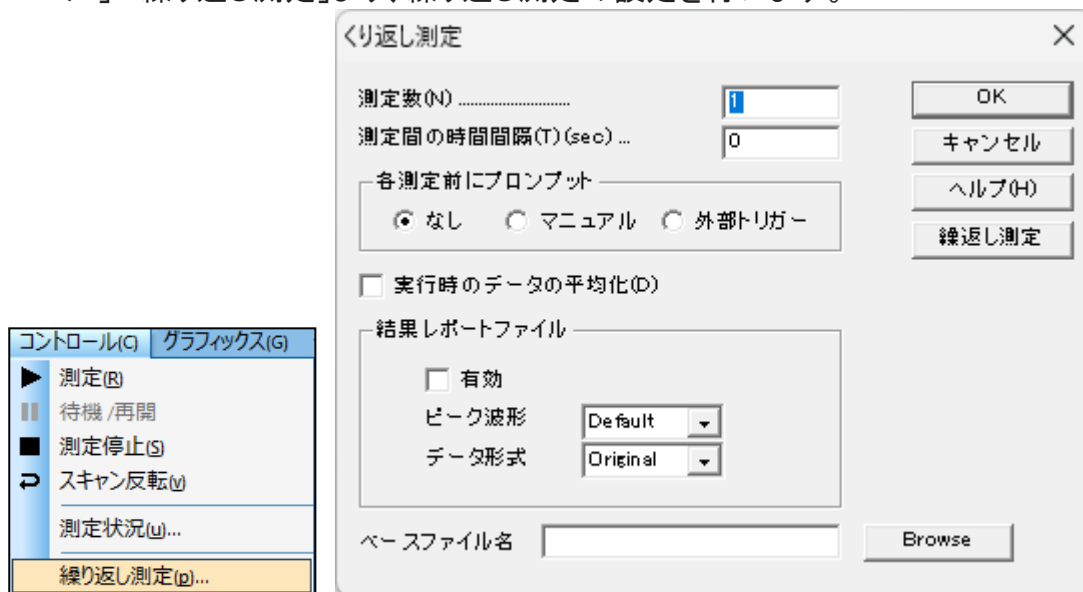 くり返し測定
測定数(N) ............................ 1
測定間の時間間隔(T)(sec) ... 0
各測定前にプロンプット
なし マニュアル 外部トリガー
実行時のデータの平均化(D)
結果レポートファイル
有効
ピーク波形 Default
データ形式 Original
ベースファイル名 Browse
OK
キャンセル
ヘルプ(H)
繰返し測定
コントロール(C) グラフィックス(G)
測定(R)
待機/再開
測定停止(S)
スキャン反転(v)
測定状況(u)...
繰り返し測定(p)...